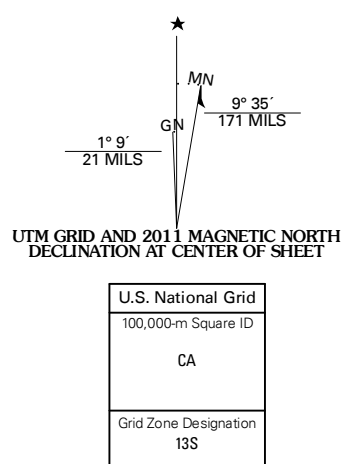 MN
GN
9° 35´
171 MILS
1° 9´
21 MILS
UTM GRID AND 2011 MAGNETIC NORTH
DECLINATION AT CENTER OF SHEET
U.S. National Grid
100,000-m Square ID
CA
Grid Zone Designation
13S